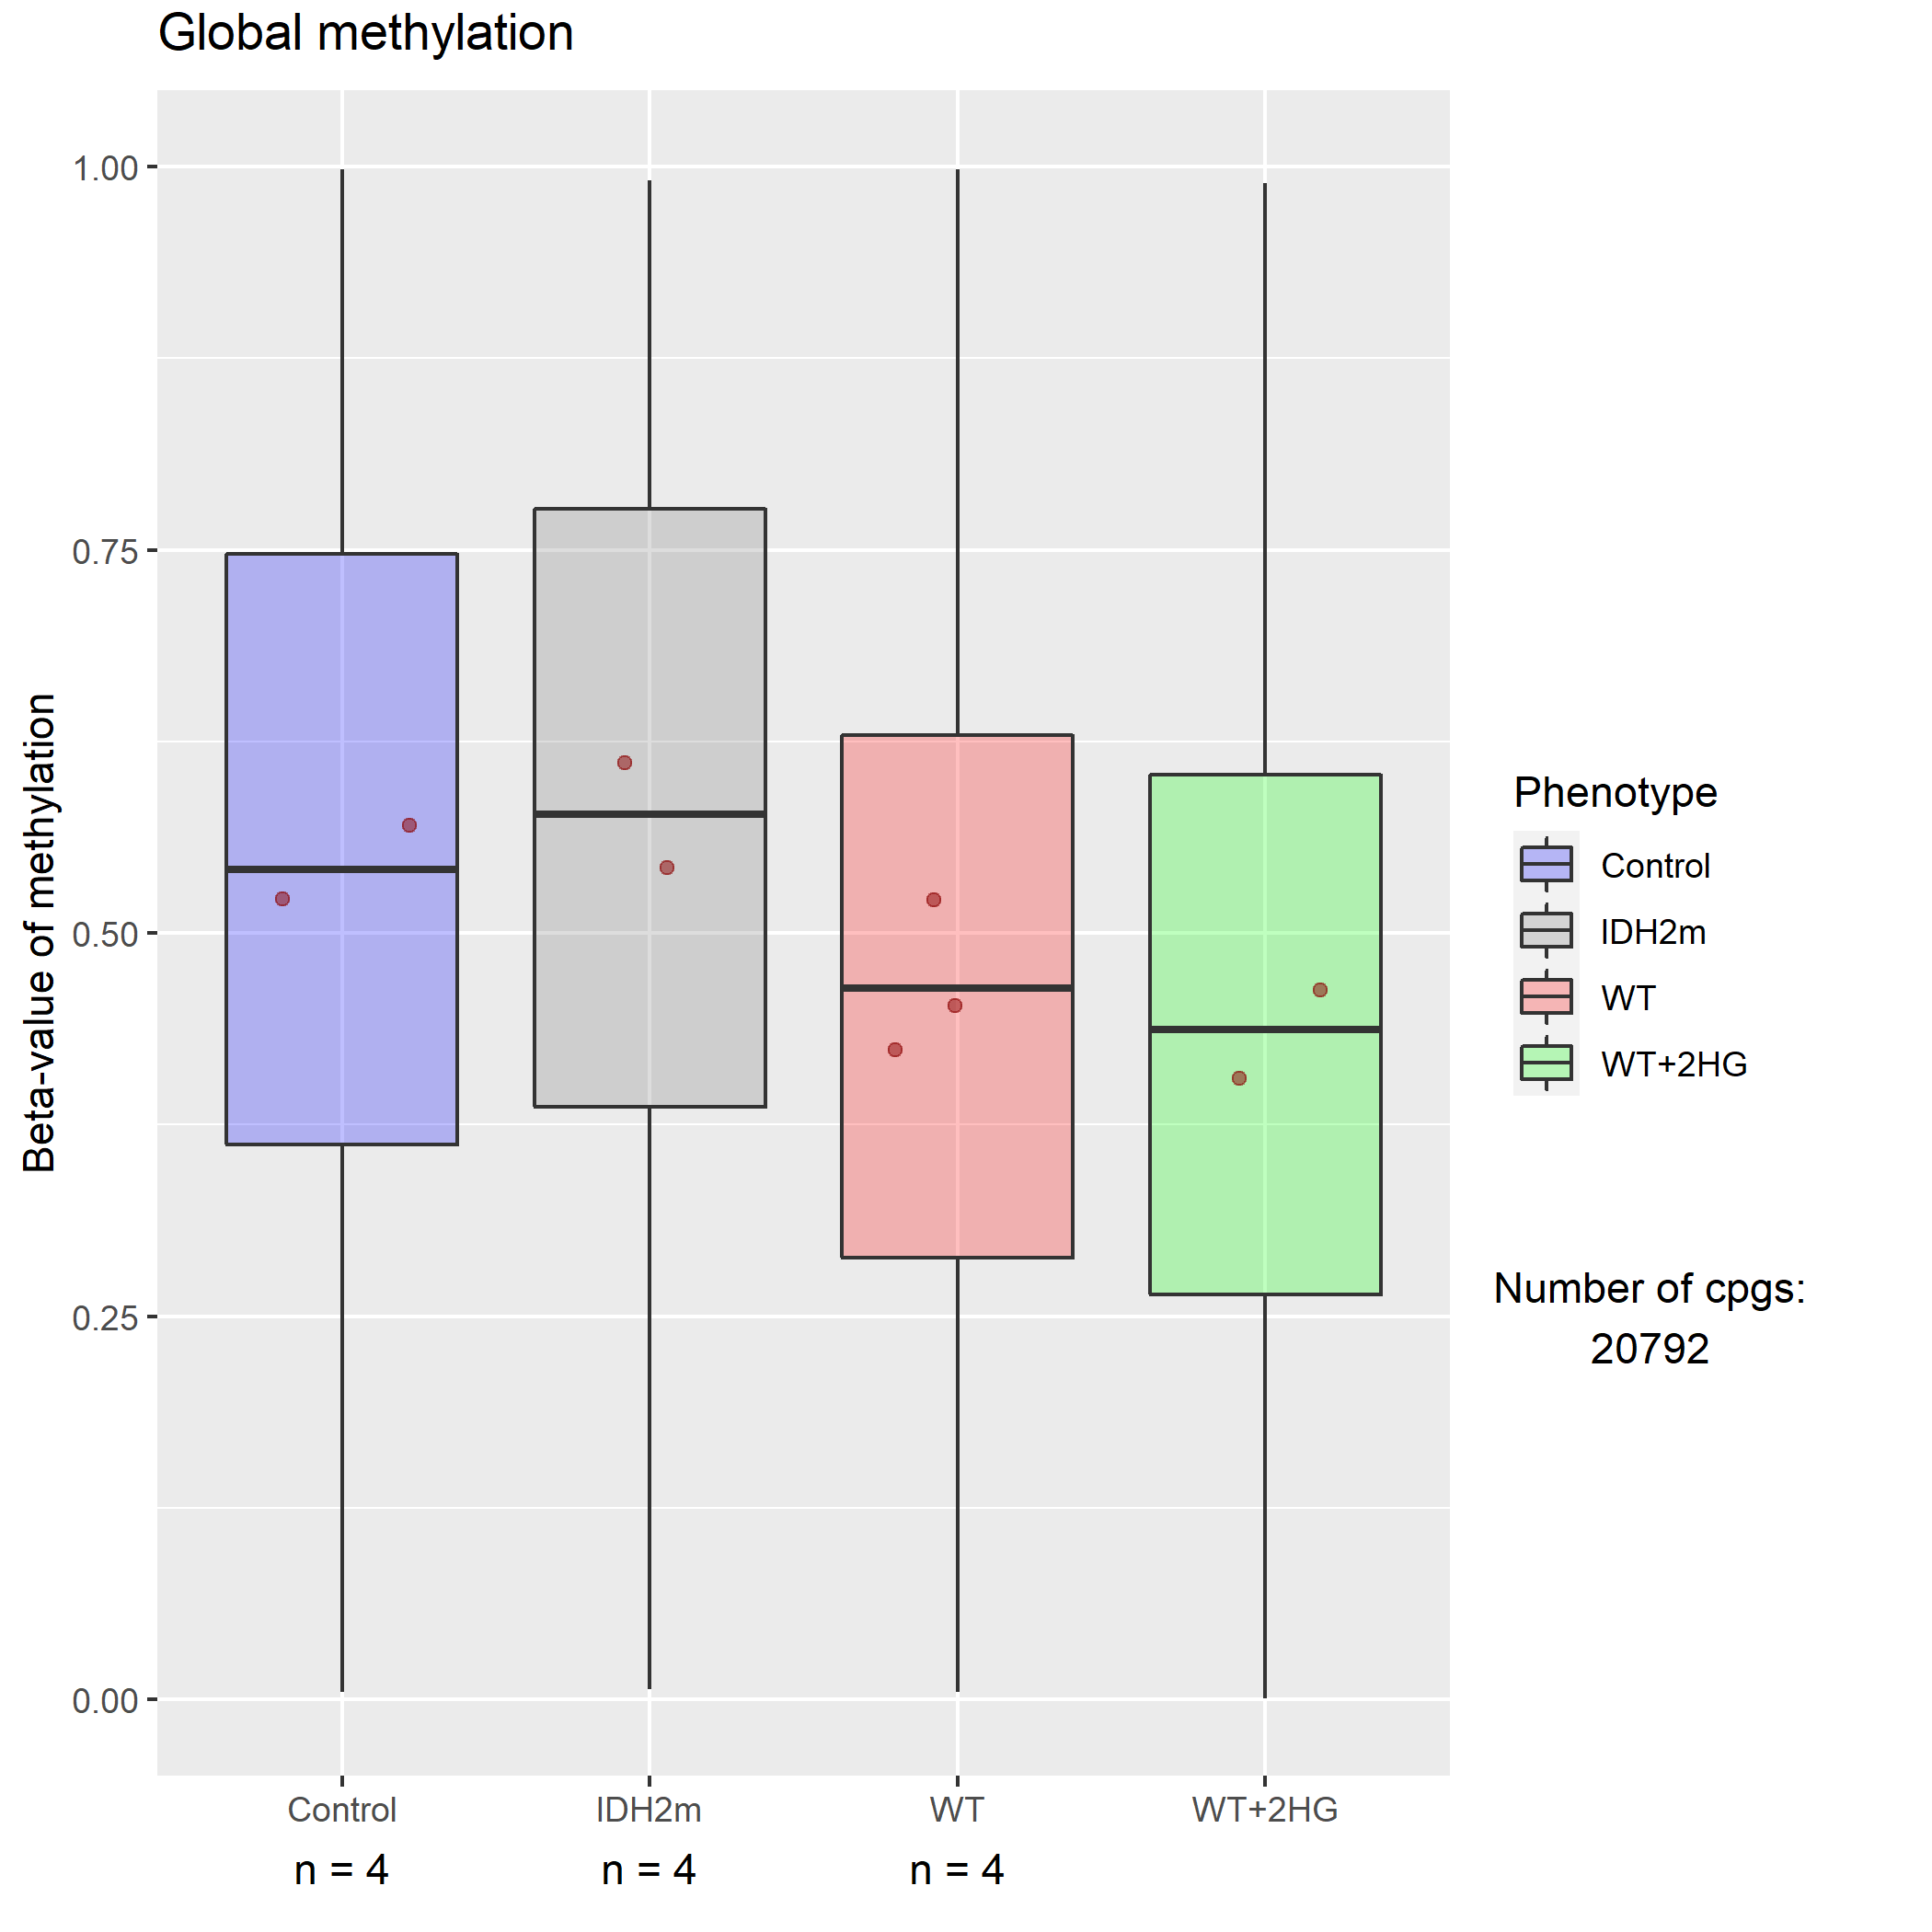 Global methylation
Beta-value of methylation
1.00
0.75
0.50
0.25
0.00
Control
IDH2m
WT
WT+2HG
n = 4
n = 4
n = 4
Phenotype
Control
IDH2m
WT
WT+2HG
Number of cpgs:
20792